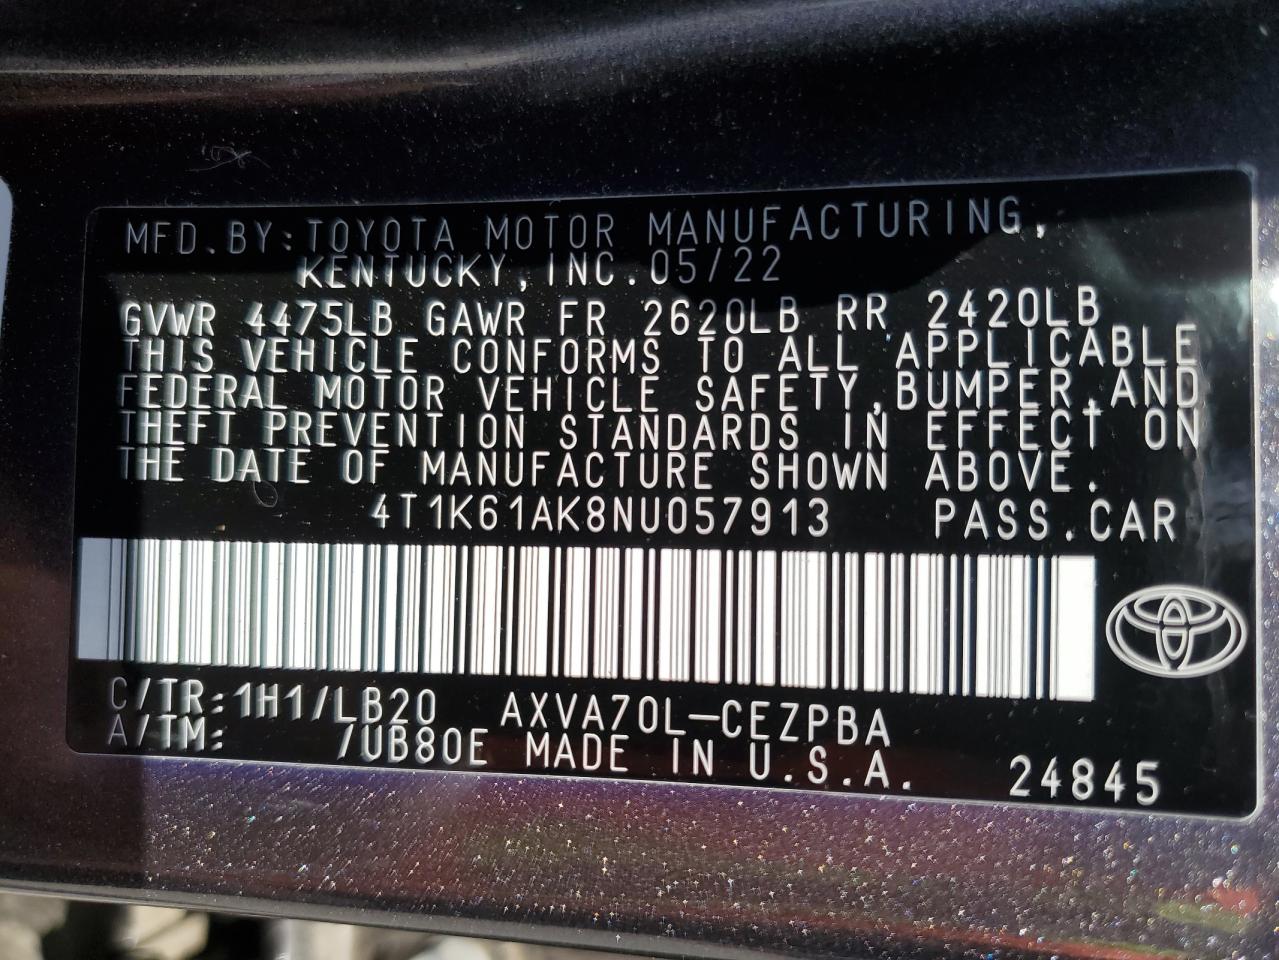 MFD.BY:TOYOTA MOTOR MANUFACTURING,
KENTUCKY,INC.05/22
GVWR 4475LB GAWR FR 2620LB RR 2420LB
THIS VEHICLE CONFORMS TO ALL APPLICABLE
FEDERAL MOTOR VEHICLE SAFETY,BUMPER,AND
THEFT PREVENTION STANDARDS IN EFFECT ON
THE DATE OF MANUFACTURE SHOWN ABOVE.
4T1K61AK8NU057913 PASS.CAR
C/TR:1H1/LB20 AXVA70L-CEZPBA
A/TM: /UB80E MADE IN U.S.A. 24845